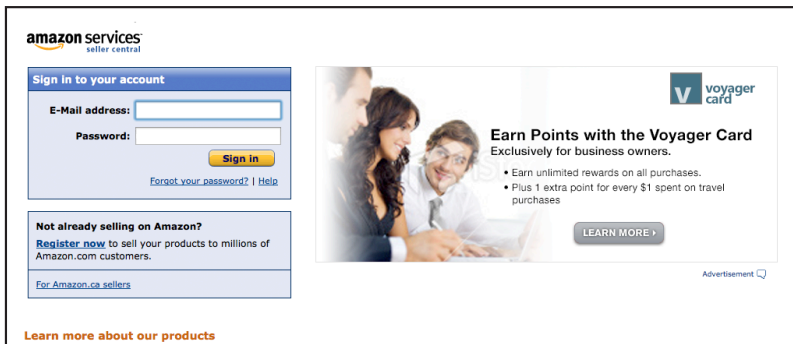 amazon services
seller central
Sign in to your account
E-Mail address:
Password:
Sign in
Forgot your password? | Help
Not already selling on Amazon?
Register now to sell your products to millions of
Amazon.com customers.
For Amazon.ca sellers
V voyager
card
Earn Points with the Voyager Card
Exclusively for business owners.
• Earn unlimited rewards on all purchases.
• Plus 1 extra point for every $1 spent on travel
purchases
LEARN MORE ›
Advertisement
Learn more about our products